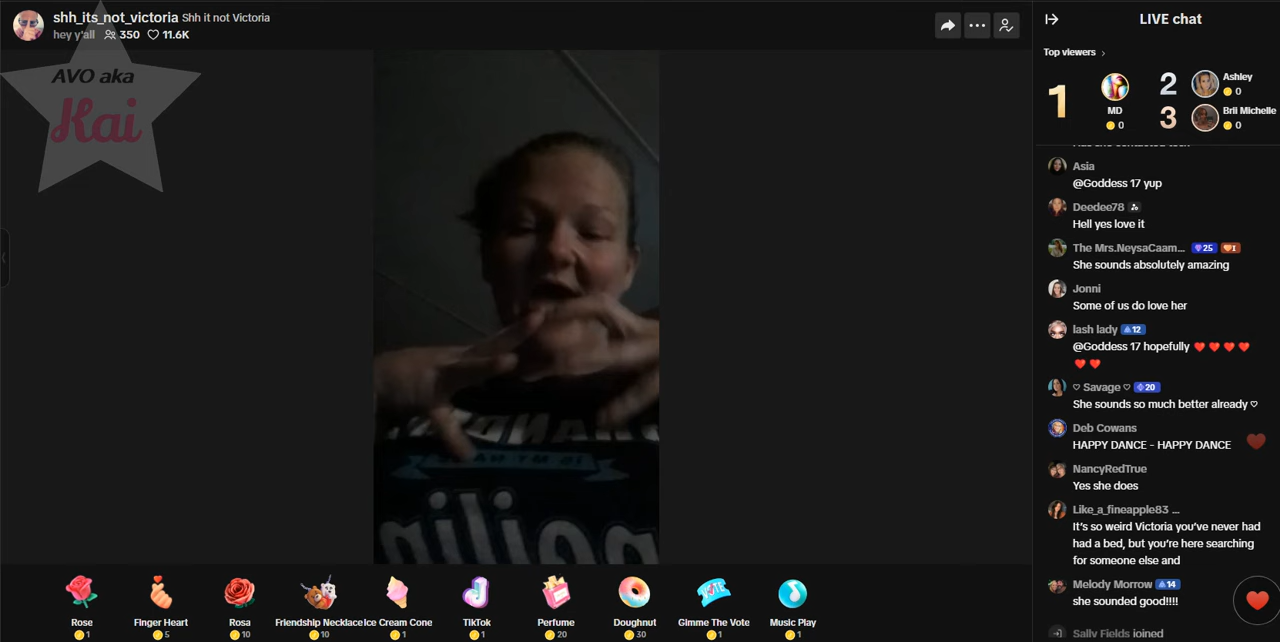 shh_its_not_victoria Shh it not Victoria
hey y'all 350 11.6K
AVO aka
Kai
LIVE chat
Top viewers >
1
MD
0
2
Ashley
0
3
Brii Michelle
0
Asia
@Goddess 17 yup
Deedee78
Hell yes love it
The Mrs.NeysaCaam... 25 1
She sounds absolutely amazing
Jonni
Some of us do love her
lash lady 12
@Goddess 17 hopefully ❤️ ❤️ ❤️ ❤️
❤️ ❤️
♡ Savage ♡ 20
She sounds so much better already ♡
Deb Cowans
HAPPY DANCE - HAPPY DANCE
NancyRedTrue
Yes she does
Like_a_fineapple83 ...
It's so weird Victoria you've never had
had a bed, but you're here searching
for someone else and
Melody Morrow 14
she sounded good!!!!
Sally Fields joined
IS MY
Rose
1
Finger Heart
5
Rosa
10
Friendship Necklace
10
Ice Cream Cone
1
TikTok
1
Perfume
20
Doughnut
30
VOTE
Gimme The Vote
1
Music Play
1